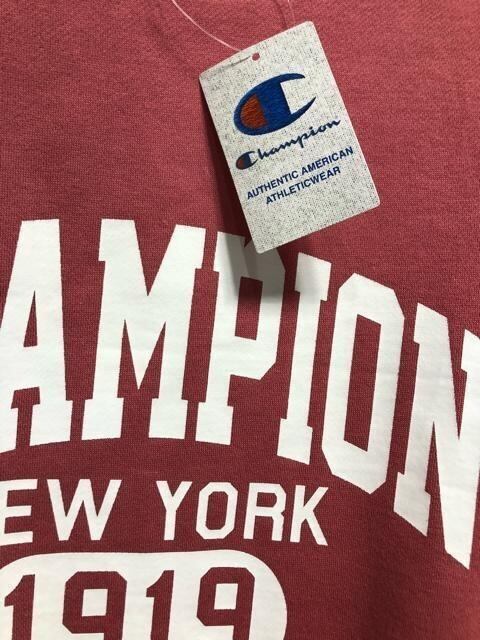 Champion
AUTHENTIC AMERICAN
ATHLETICWEAR
AMPION
EW YORK
1919